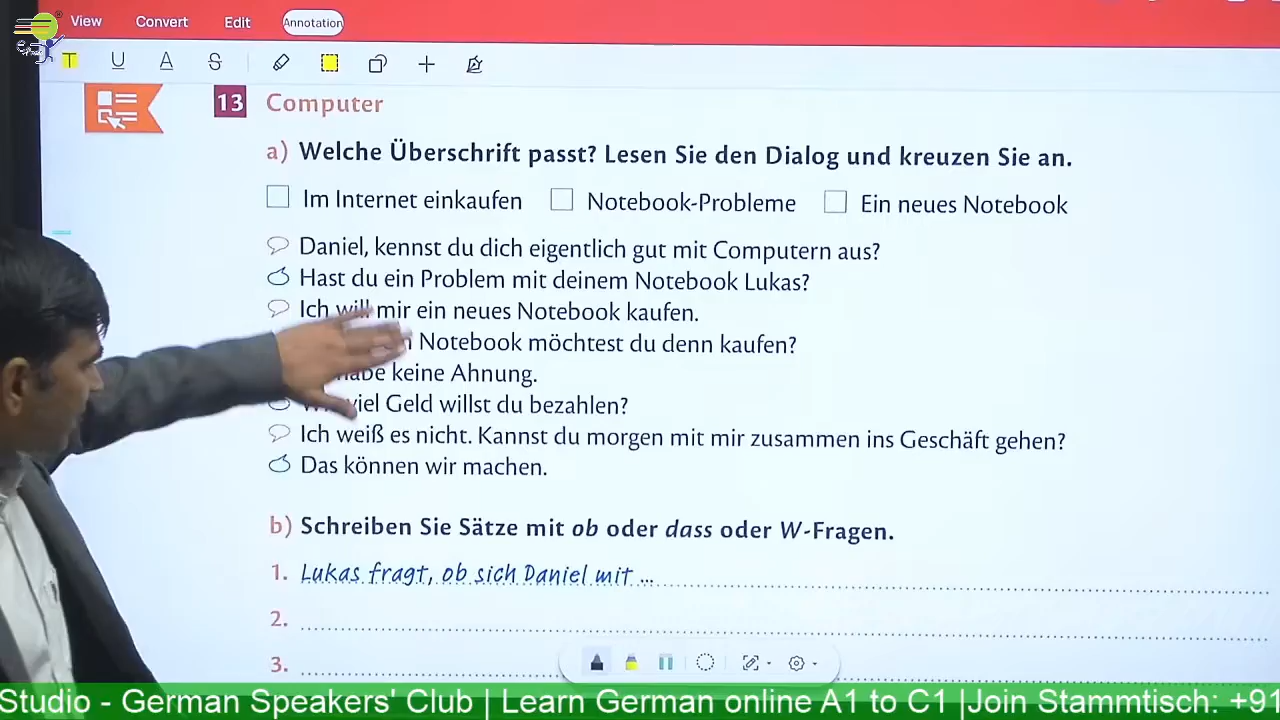 View Convert Edit Annotation
T U A S
13 Computer
a) Welche Überschrift passt? Lesen Sie den Dialog und kreuzen Sie an.
Im Internet einkaufen Notebook-Probleme Ein neues Notebook
Daniel, kennst du dich eigentlich gut mit Computern aus?
Hast du ein Problem mit deinem Notebook Lukas?
Ich will mir ein neues Notebook kaufen.
Notebook möchtest du denn kaufen?
keine Ahnung.
viel Geld willst du bezahlen?
Ich weiß es nicht. Kannst du morgen mit mir zusammen ins Geschäft gehen?
Das können wir machen.
b) Schreiben Sie Sätze mit ob oder dass oder W-Fragen.
1. Lukas fragt, ob sich Daniel mit ...
2.
3.
Studio - German Speakers' Club | Learn German online A1 to C1 |Join Stammtisch: +91